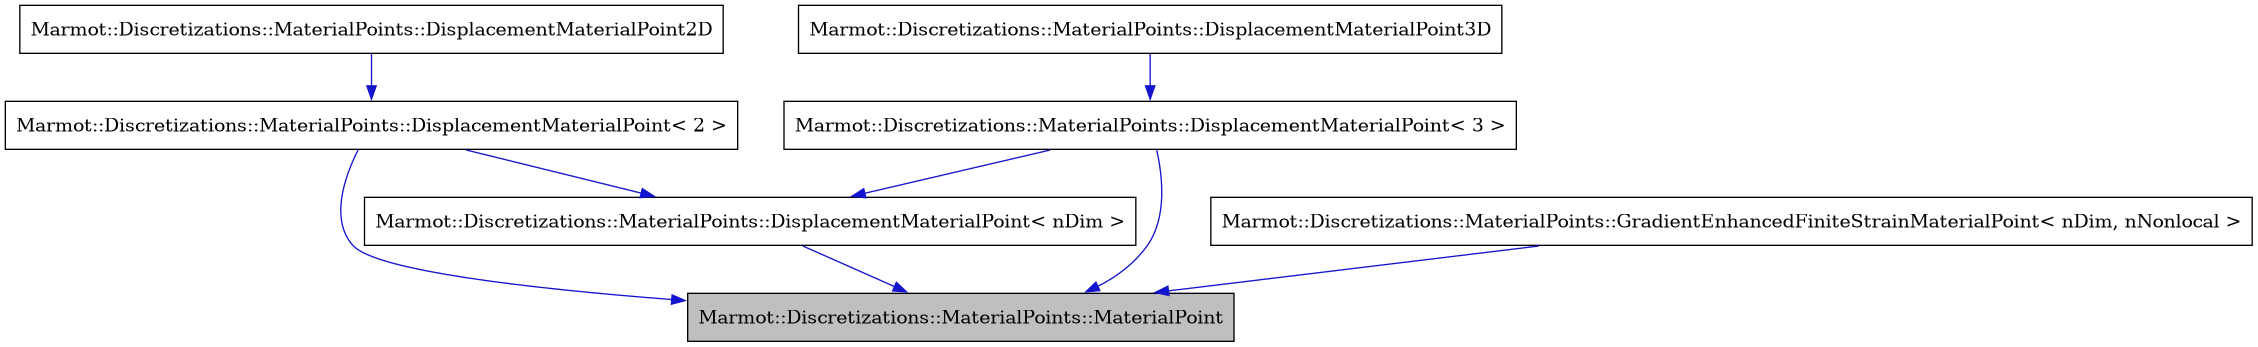 Marmot::Discretizations::MaterialPoints::DisplacementMaterialPoint2D
Marmot::Discretizations::MaterialPoints::DisplacementMaterialPoint3D
Marmot::Discretizations::MaterialPoints::DisplacementMaterialPoint< 2 >
Marmot::Discretizations::MaterialPoints::DisplacementMaterialPoint< 3 >
Marmot::Discretizations::MaterialPoints::DisplacementMaterialPoint< nDim >
Marmot::Discretizations::MaterialPoints::GradientEnhancedFiniteStrainMaterialPoint< nDim, nNonlocal >
Marmot::Discretizations::MaterialPoints::MaterialPoint